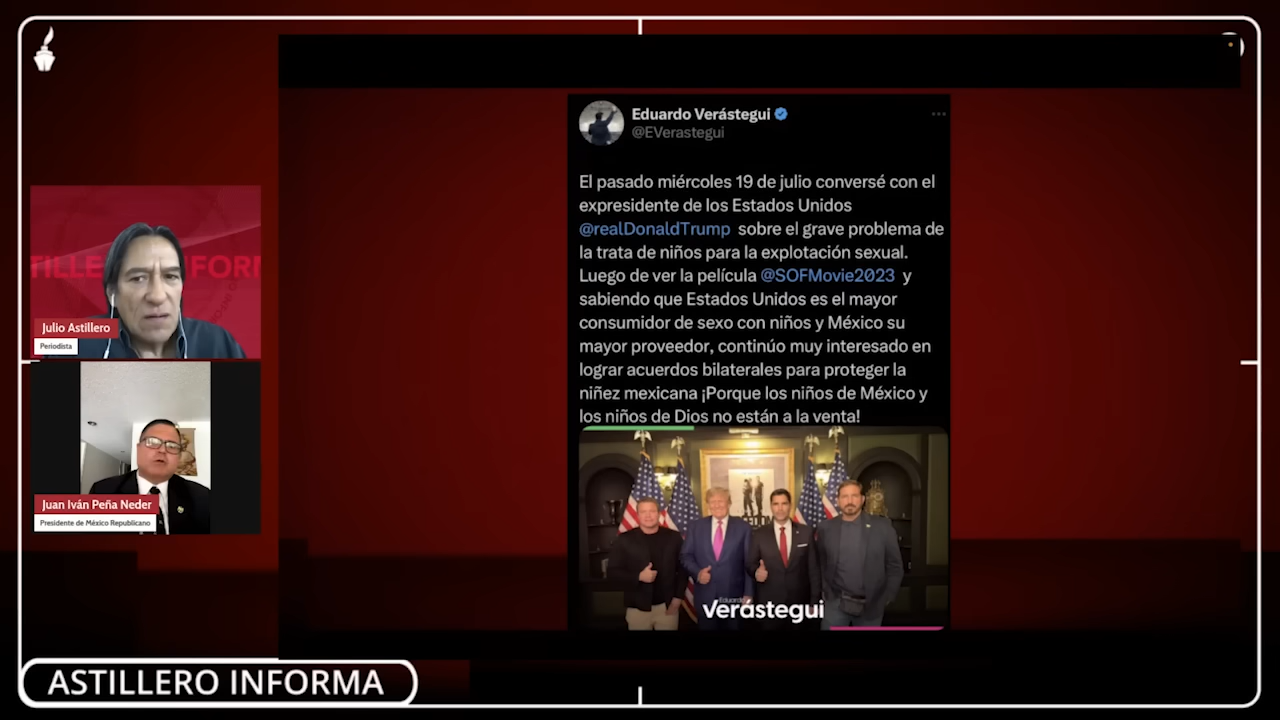 Eduardo Verástegui
@EVerastegui
El pasado miércoles 19 de julio conversé con el
expresidente de los Estados Unidos
@realDonaldTrump sobre el grave problema de
la trata de niños para la explotación sexual.
Luego de ver la película @SOFMovie2023 y
sabiendo que Estados Unidos es el mayor
consumidor de sexo con niños y México su
mayor proveedor, continúo muy interesado en
lograr acuerdos bilaterales para proteger la
niñez mexicana ¡Porque los niños de México y
los niños de Dios no están a la venta!
Eduardo
verástegui
Julio Astillero
Periodista
Juan Iván Peña Neder
Presidente de México Republicano
ASTILLERO INFORMA